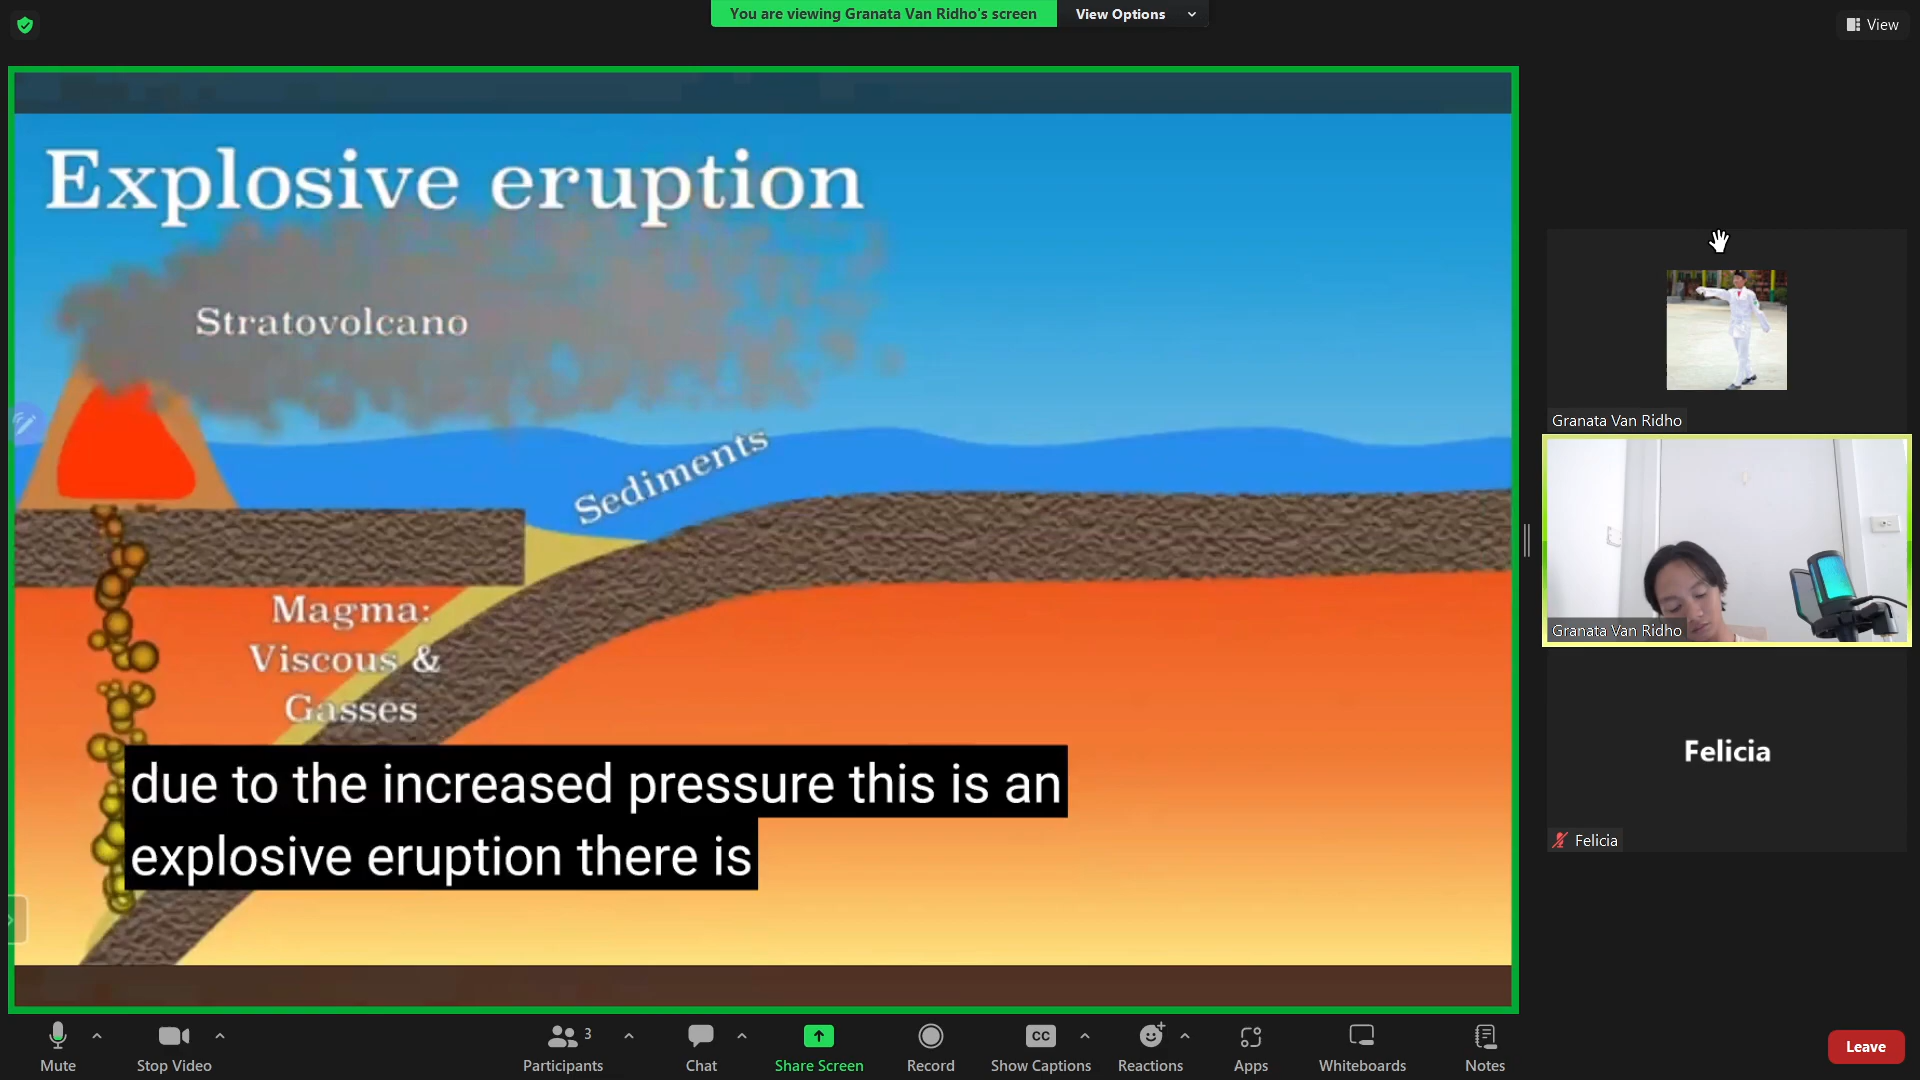 You are viewing Granata Van Ridho's screen
View Options
View
Explosive eruption
Stratovolcano
Sediments
Magma:
Viscous &
Gasses
due to the increased pressure this is an
explosive eruption there is
Granata Van Ridho
Granata Van Ridho
Felicia
Felicia
Mute
Stop Video
Participants
3
Chat
Share Screen
Record
CC
Show Captions
Reactions
Apps
Whiteboards
Notes
Leave